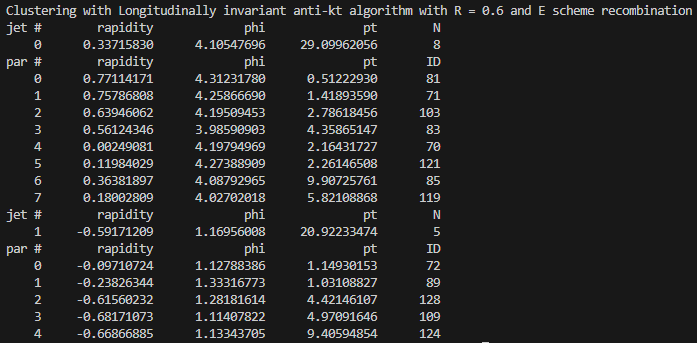 Clustering with Longitudinally invariant anti-kt algorithm with R = 0.6 and E scheme recombination
jet # rapidity phi pt N
0 0.33715830 4.10547696 29.09962056 8
par # rapidity phi pt ID
0 0.77114171 4.31231780 0.51222930 81
1 0.75786808 4.25866690 1.41893590 71
2 0.63946062 4.19509453 2.78618456 103
3 0.56124346 3.98590903 4.35865147 83
4 0.00249081 4.19794969 2.16431727 70
5 0.11984029 4.27388909 2.26146508 121
6 0.36381897 4.08792965 9.90725761 85
7 0.18002809 4.02702018 5.82108868 119
jet # rapidity phi pt N
1 -0.59171209 1.16956008 20.92233474 5
par # rapidity phi pt ID
0 -0.09710724 1.12788386 1.14930153 72
1 -0.23826344 1.33316773 1.03108827 89
2 -0.61560232 1.28181614 4.42146107 128
3 -0.68171073 1.11407822 4.97091646 109
4 -0.66866885 1.13343705 9.40594854 124